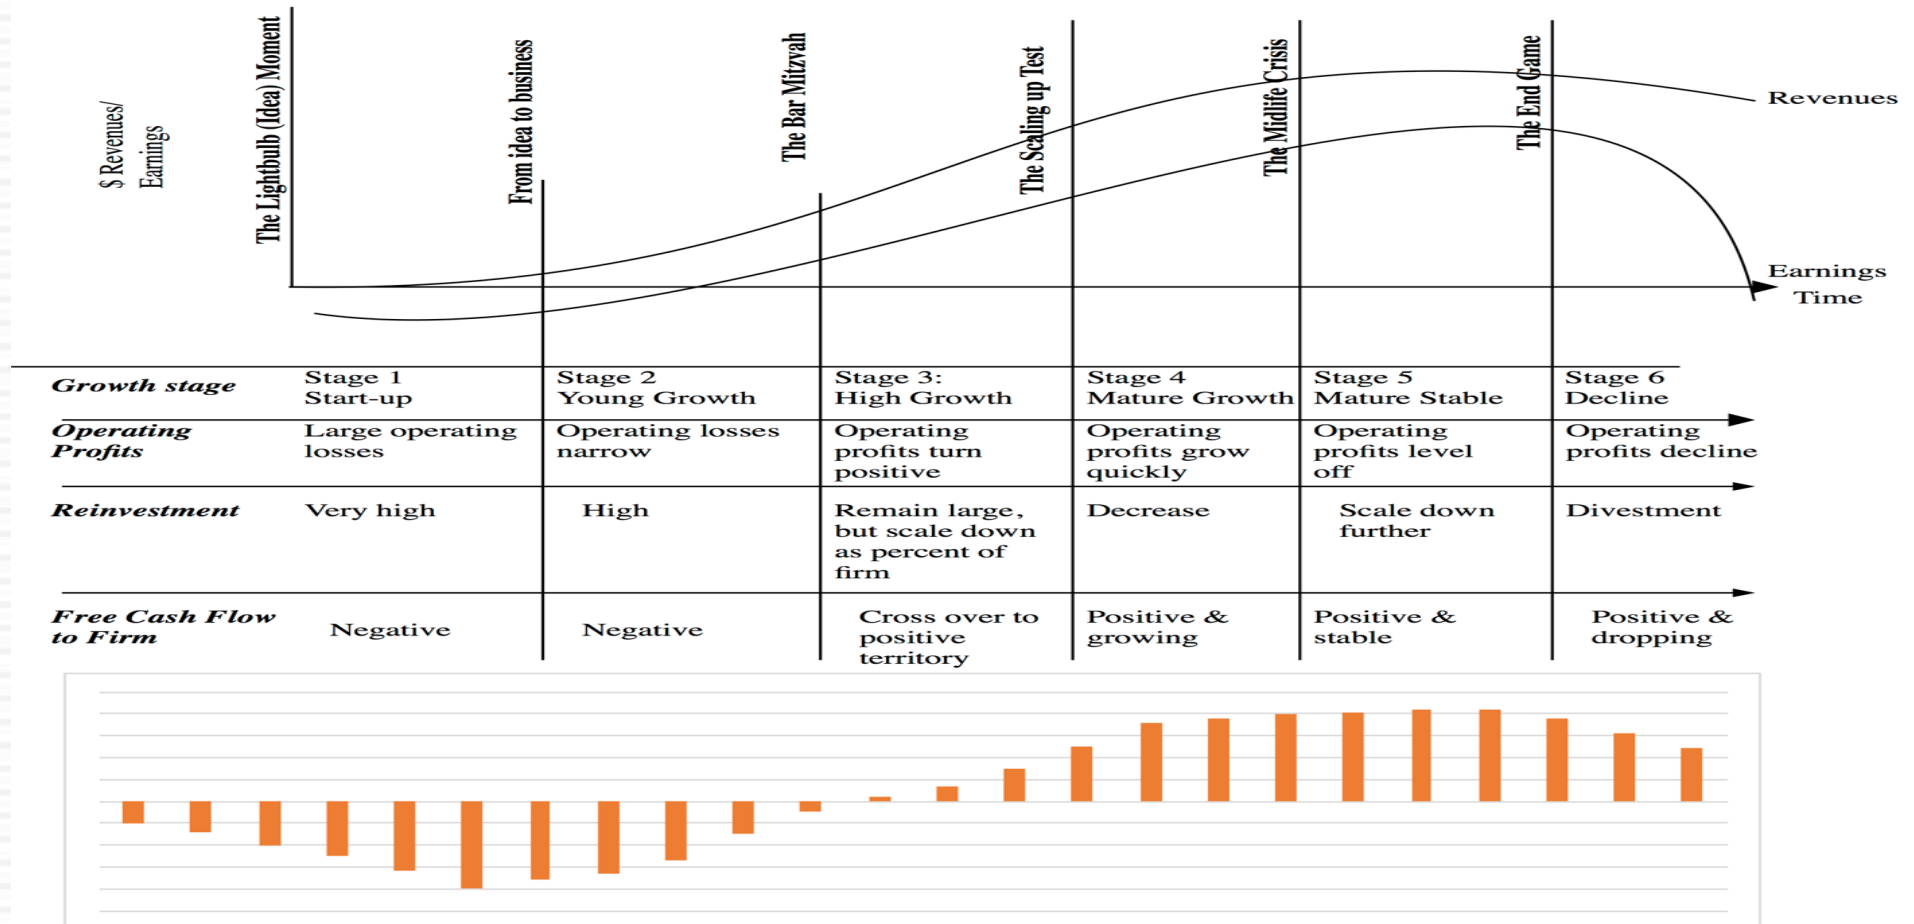 $ Revenues/
Earnings
The Lightbulb (Idea) Moment
From idea to business
The Bar Mitzvah
The Scaling up Test
The Midlife Crisis
The End Game
Revenues
Earnings
Time
Growth stage
Stage 1
Start-up
Stage 2
Young Growth
Stage 3:
High Growth
Stage 4
Mature Growth
Stage 5
Mature Stable
Stage 6
Decline
Operating
Profits
Large operating
losses
Operating losses
narrow
Operating
profits turn
positive
Operating
profits grow
quickly
Operating
profits level
off
Operating
profits decline
Reinvestment
Very high
High
Remain large,
but scale down
as percent of
firm
Decrease
Scale down
further
Divestment
Free Cash Flow
to Firm
Negative
Negative
Cross over to
positive
territory
Positive &
growing
Positive &
stable
Positive &
dropping